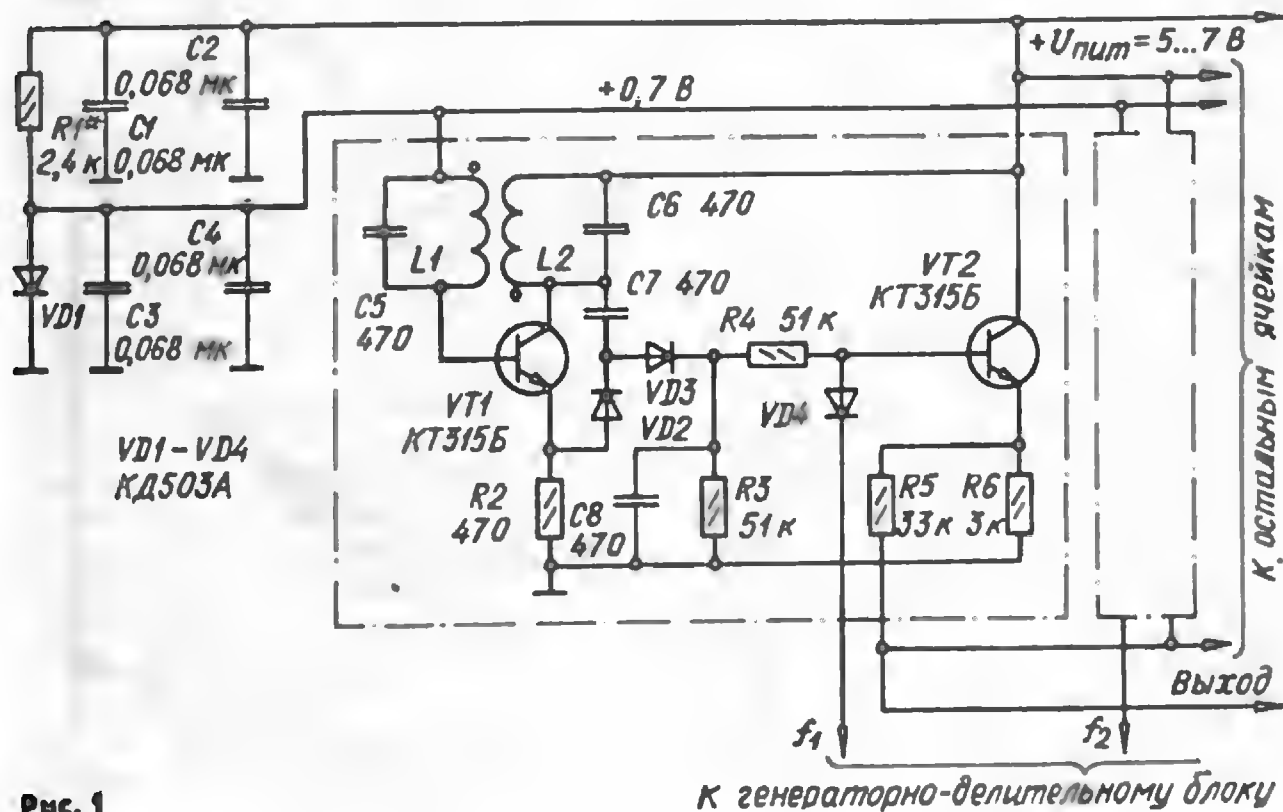 C2
0,068 мк
R1*
2,4 к
C1
0,068 мк
+Uпит = 5...7 В
+0,7 В
VD1
C4
0,068 мк
C3
0,068 мк
VD1-VD4
КД503А
C5
470
L1
L2
C6 470
C7 470
VT1
КТ315Б
R2
470
C8
470
VD3
VD2
R3
51 к
R4 51 к
VD4
VT2
КТ315Б
R5
33 к
R6
3 к
К остальным ячейкам
Выход
f1
f2
К генераторно-делительному блоку
Рис. 1